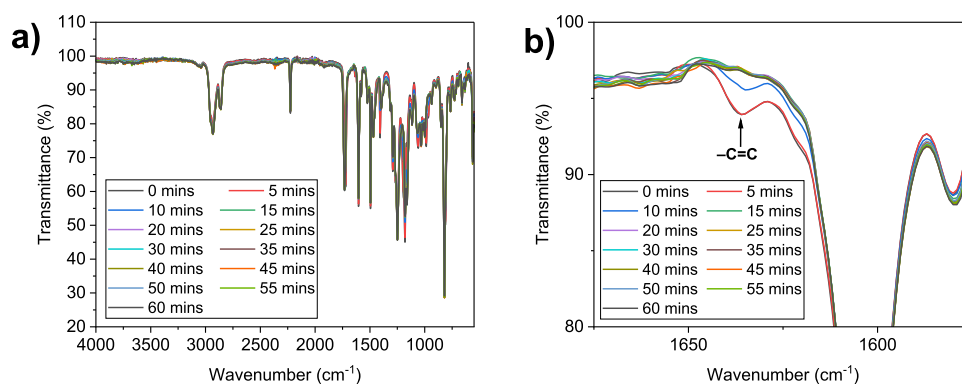 a)
110
100
90
80
70
60
50
40
30
20
Transmittance (%)
0 mins 5 mins
10 mins 15 mins
20 mins 25 mins
30 mins 35 mins
40 mins 45 mins
50 mins 55 mins
60 mins
4000 3500 3000 2500 2000 1500 1000
Wavenumber (cm⁻¹)
b)
100
90
80
Transmittance (%)
–C=C
0 mins 5 mins
10 mins 15 mins
20 mins 25 mins
30 mins 35 mins
40 mins 45 mins
50 mins 55 mins
60 mins
1650 1600
Wavenumber (cm⁻¹)